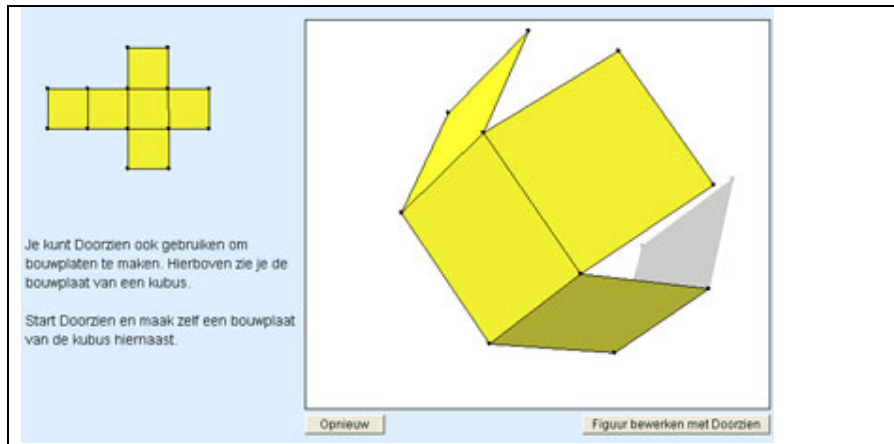 Je kunt Doorzien ook gebruiken om
bouwplaten te maken. Hierboven zie je de
bouwplaat van een kubus.
Start Doorzien en maak zelf een bouwplaat
van de kubus hiernaast.
Opnieuw
Figuur bewerken met Doorzien